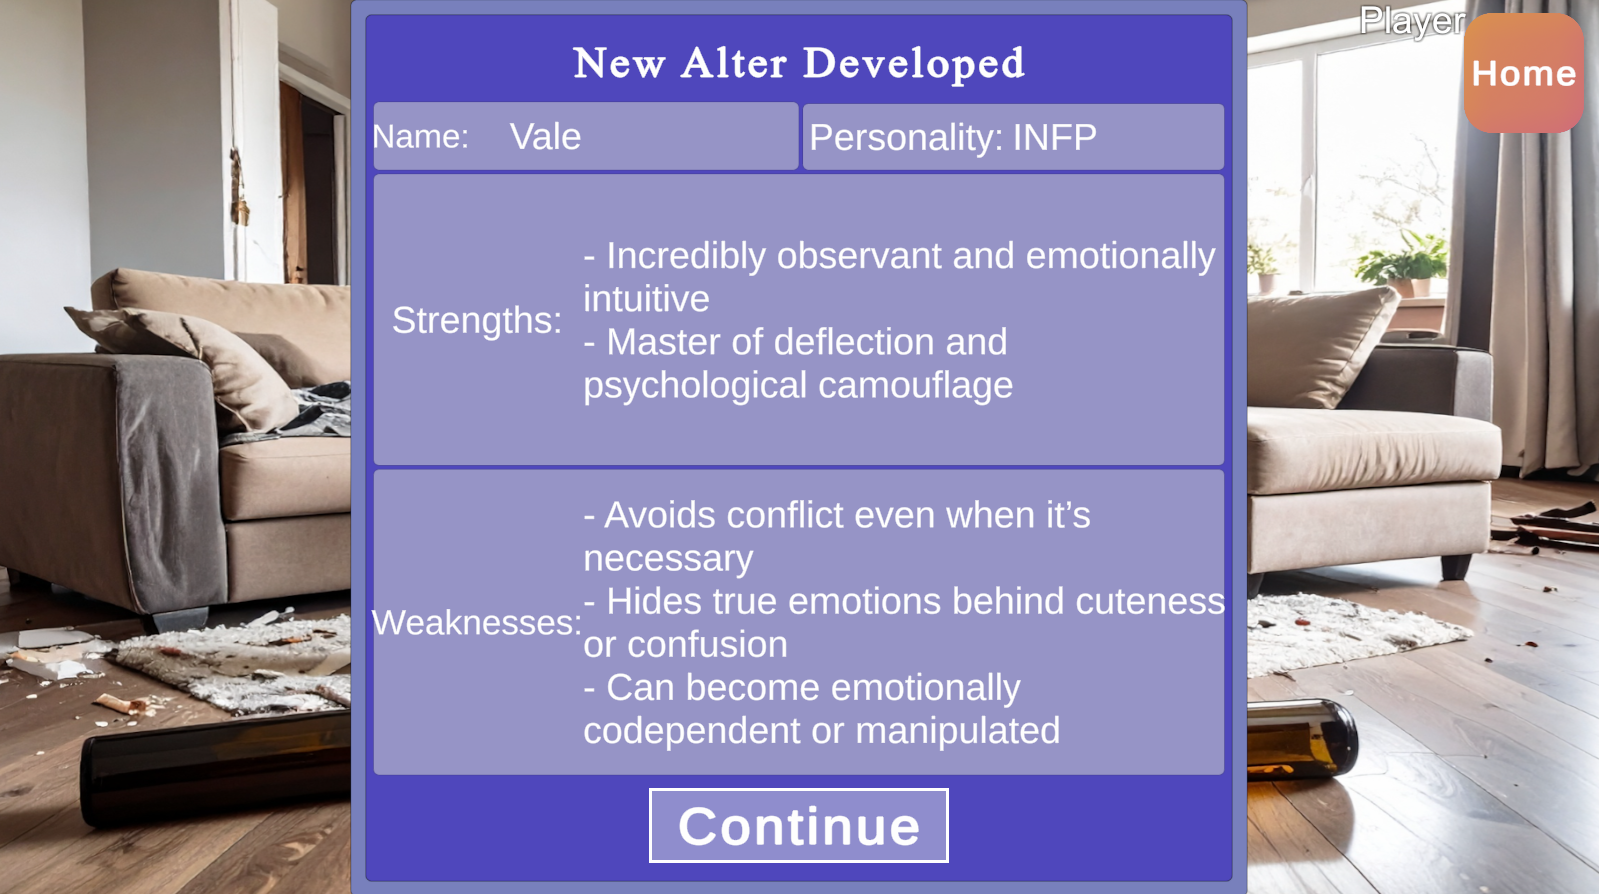 Player
Home
New Alter Developed
Name: Vale
Personality: INFP
Strengths:
- Incredibly observant and emotionally
intuitive
- Master of deflection and
psychological camouflage
Weaknesses:
- Avoids conflict even when it’s
necessary
- Hides true emotions behind cuteness
or confusion
- Can become emotionally
codependent or manipulated
Continue